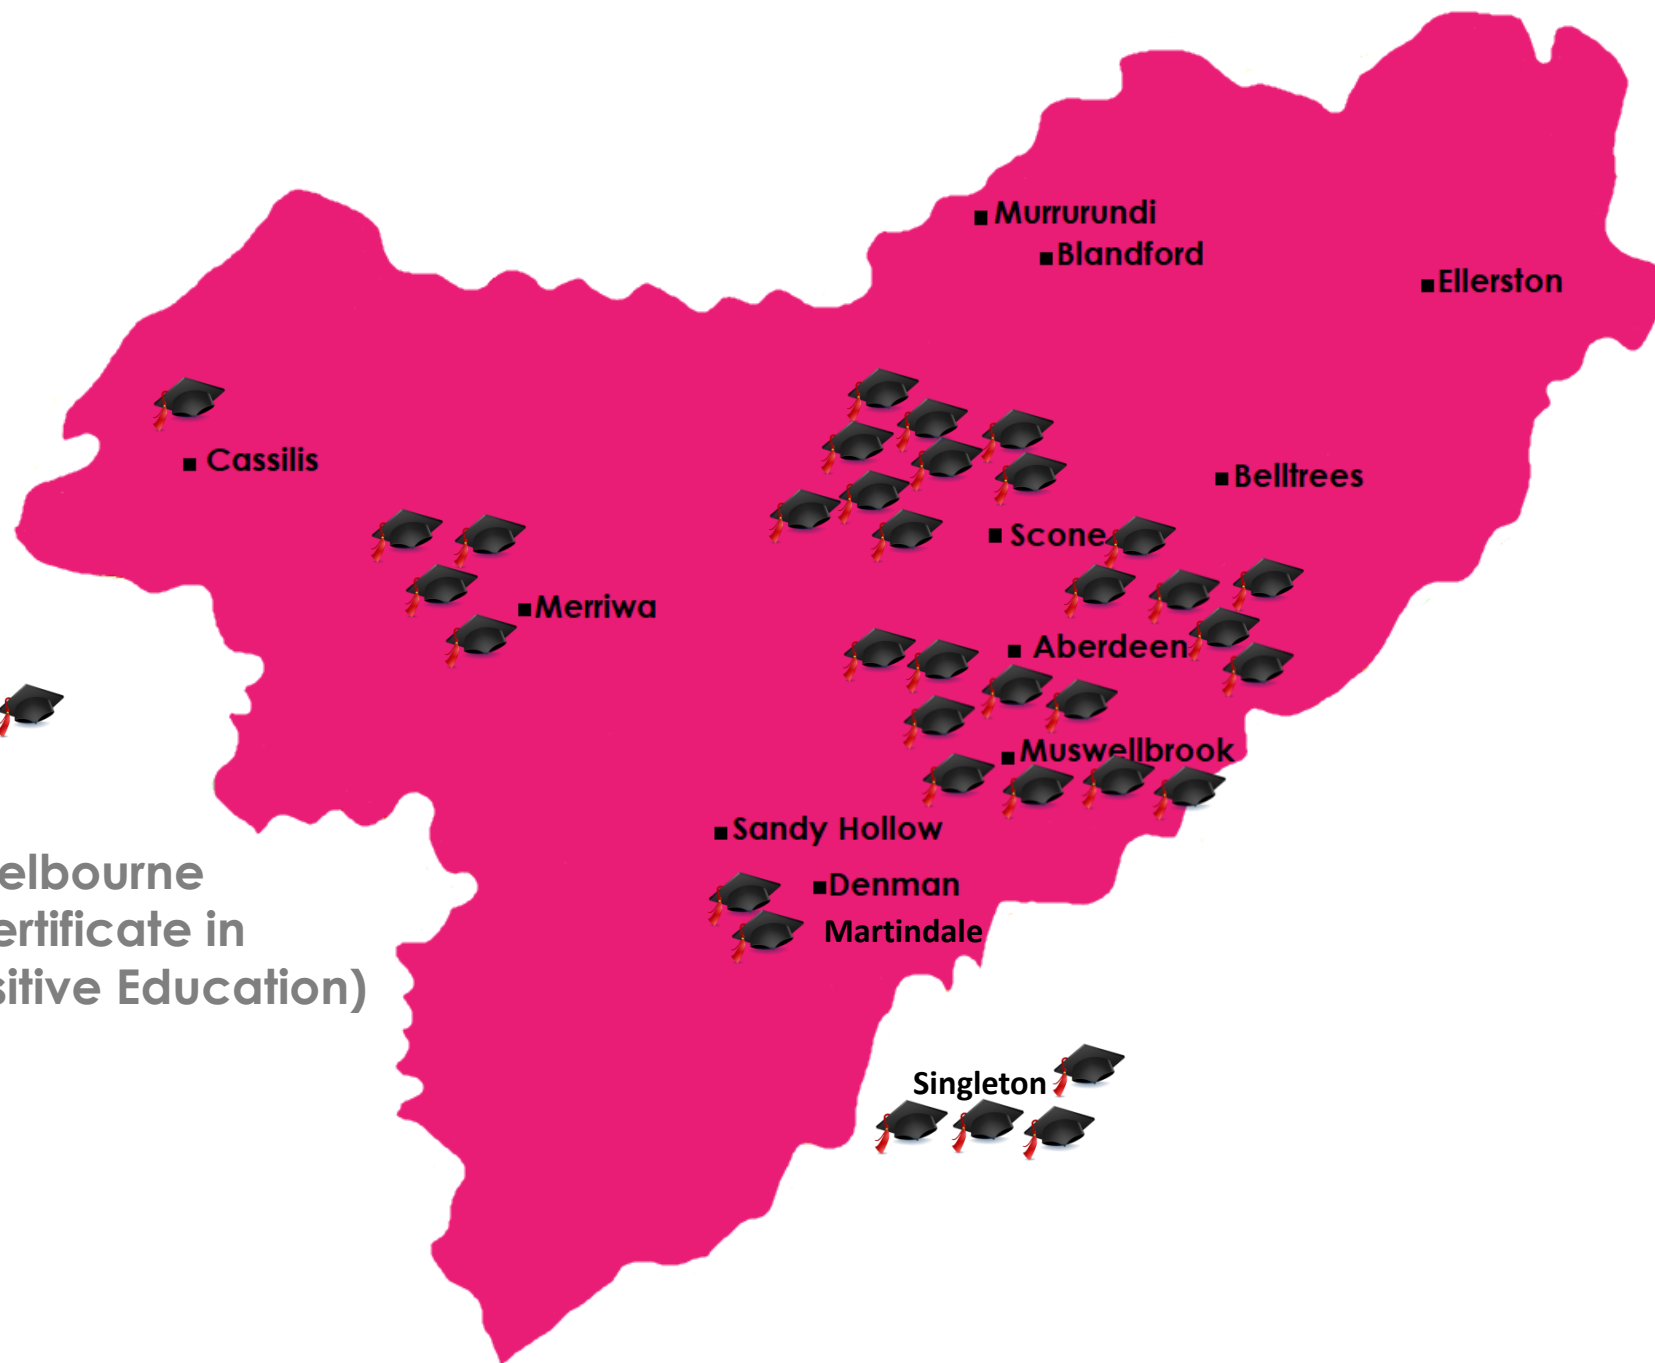 Murrurundi
Blandford
Ellerston
Cassilis
Belltrees
Scone
Merriwa
Aberdeen
Muswellbrook
Sandy Hollow
elbourne
ertificate in
sitive Education)
Denman
Martindale
Singleton